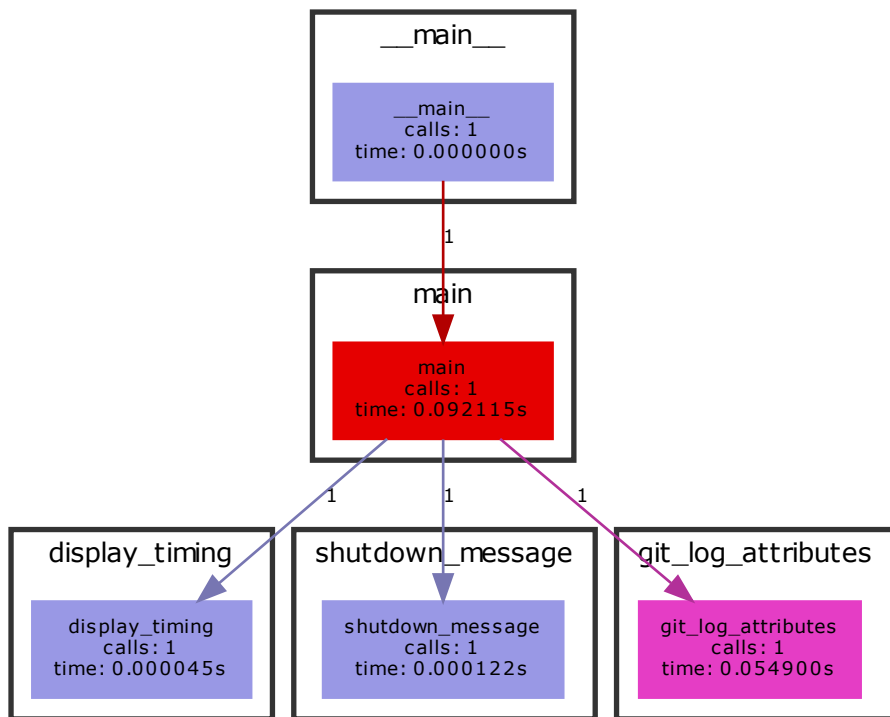 __main__
__main__
calls: 1
time: 0.000000s
1
main
main
calls: 1
time: 0.092115s
1
1
1
display_timing
display_timing
calls: 1
time: 0.000045s
shutdown_message
shutdown_message
calls: 1
time: 0.000122s
git_log_attributes
git_log_attributes
calls: 1
time: 0.054900s